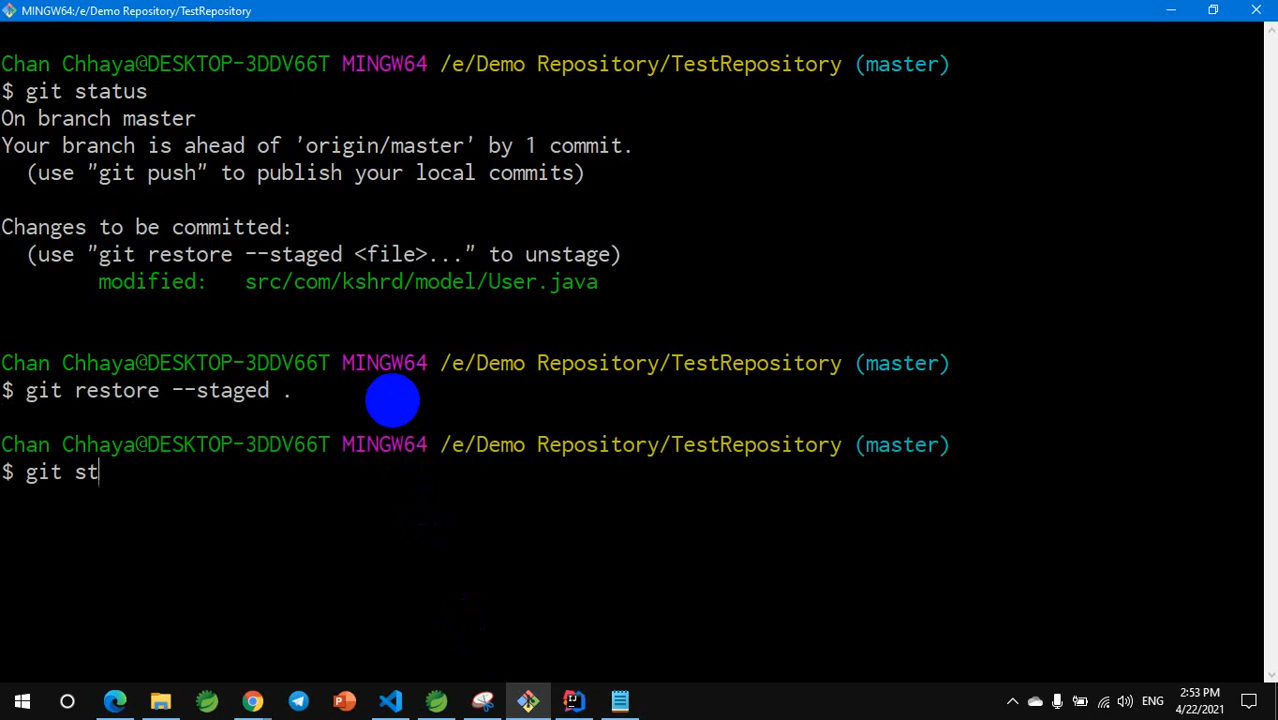 MINGW64:/e/Demo Repository/TestRepository
Chan Chhaya@DESKTOP-3DDV66T MINGW64 /e/Demo Repository/TestRepository (master)
$ git status
On branch master
Your branch is ahead of 'origin/master' by 1 commit.
(use "git push" to publish your local commits)
Changes to be committed:
(use "git restore --staged <file>..." to unstage)
modified: src/com/kshrd/model/User.java
Chan Chhaya@DESKTOP-3DDV66T MINGW64 /e/Demo Repository/TestRepository (master)
$ git restore --staged .
Chan Chhaya@DESKTOP-3DDV66T MINGW64 /e/Demo Repository/TestRepository (master)
$ git st
ENG
2:53 PM
4/22/2021